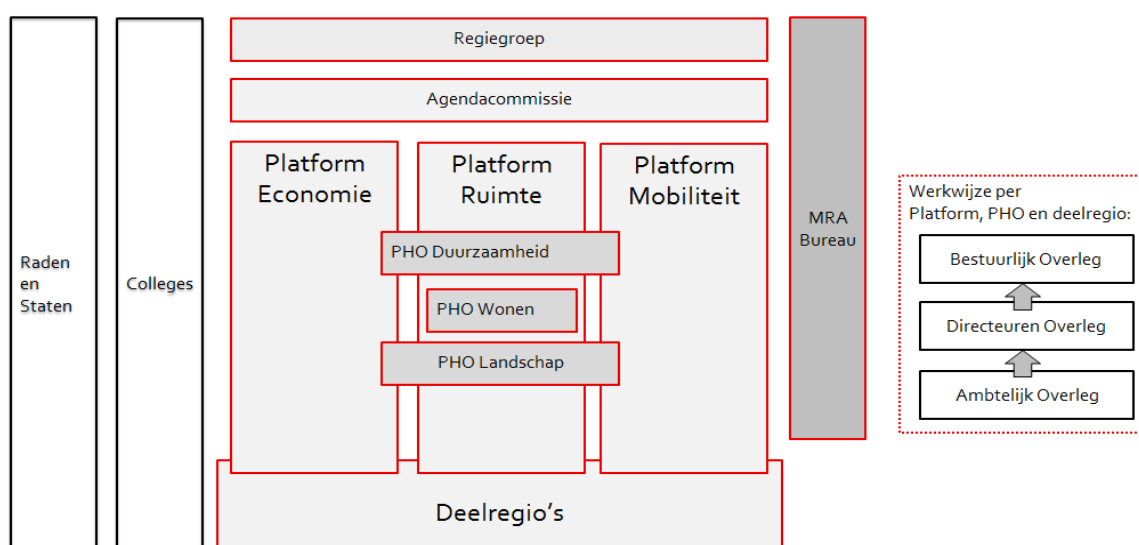 Raden
en
Staten
Colleges
Regiegroep
Agendacommissie
Platform
Economie
Platform
Ruimte
Platform
Mobiliteit
PHO Duurzaamheid
PHO Wonen
PHO Landschap
Deelregio’s
MRA
Bureau
Werkwijze per
Platform, PHO en deelregio:
Bestuurlijk Overleg
Directeuren Overleg
Ambtelijk Overleg